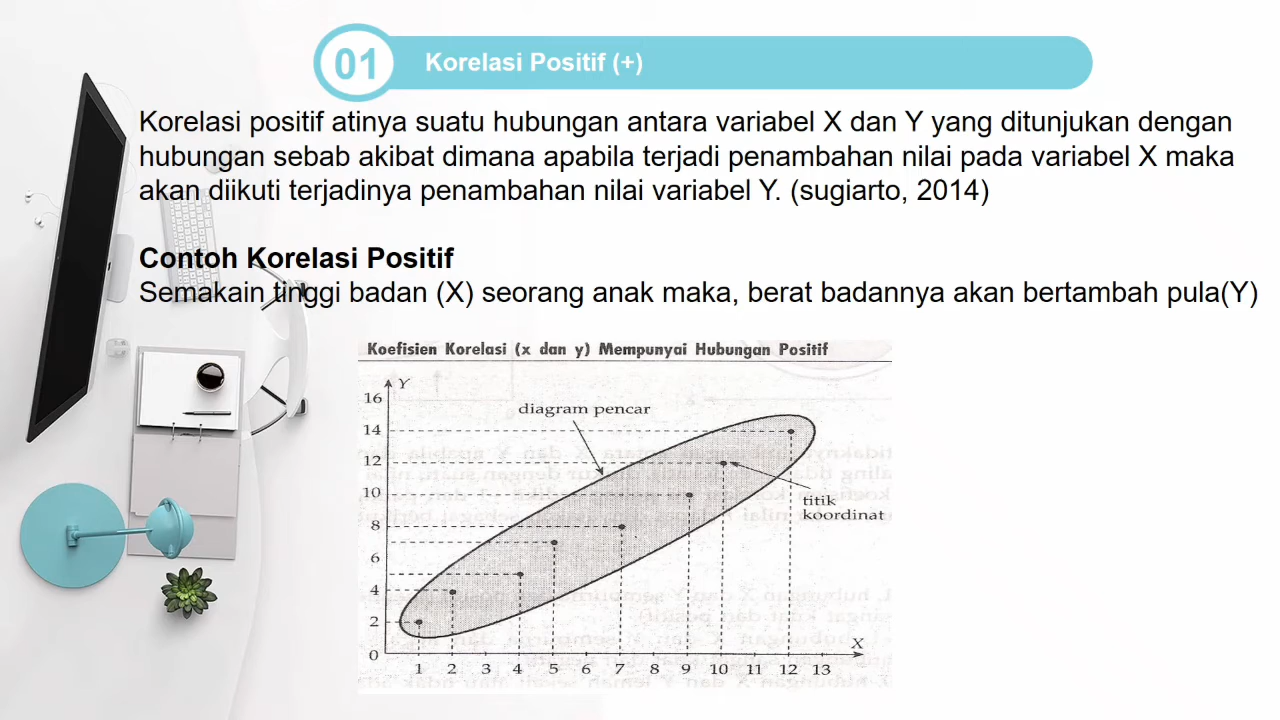 01
Korelasi Positif (+)
Korelasi positif atinya suatu hubungan antara variabel X dan Y yang ditunjukan dengan
hubungan sebab akibat dimana apabila terjadi penambahan nilai pada variabel X maka
akan diikuti terjadinya penambahan nilai variabel Y. (sugiarto, 2014)
Contoh Korelasi Positif
Semakain tinggi badan (X) seorang anak maka, berat badannya akan bertambah pula(Y)
Koefisien Korelasi (x dan y) Mempunyai Hubungan Positif
Y
16
diagram pencar
14
12
10
titik
koordinat
8
6
4
2
X
0
1 2 3 4 5 6 7 8 9 10 11 12 13